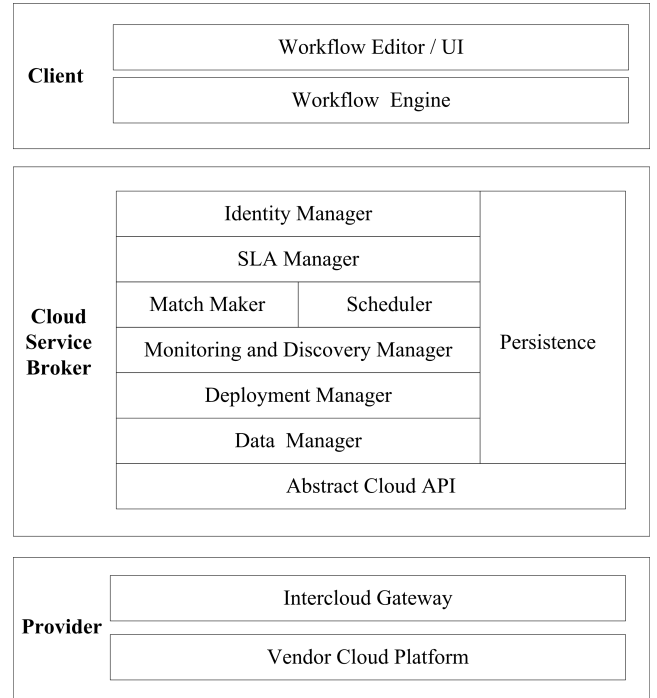 Client
Workflow Editor / UI
Workflow Engine
Cloud
Service
Broker
Identity Manager
SLA Manager
Match Maker
Scheduler
Monitoring and Discovery Manager
Deployment Manager
Data Manager
Persistence
Abstract Cloud API
Provider
Intercloud Gateway
Vendor Cloud Platform